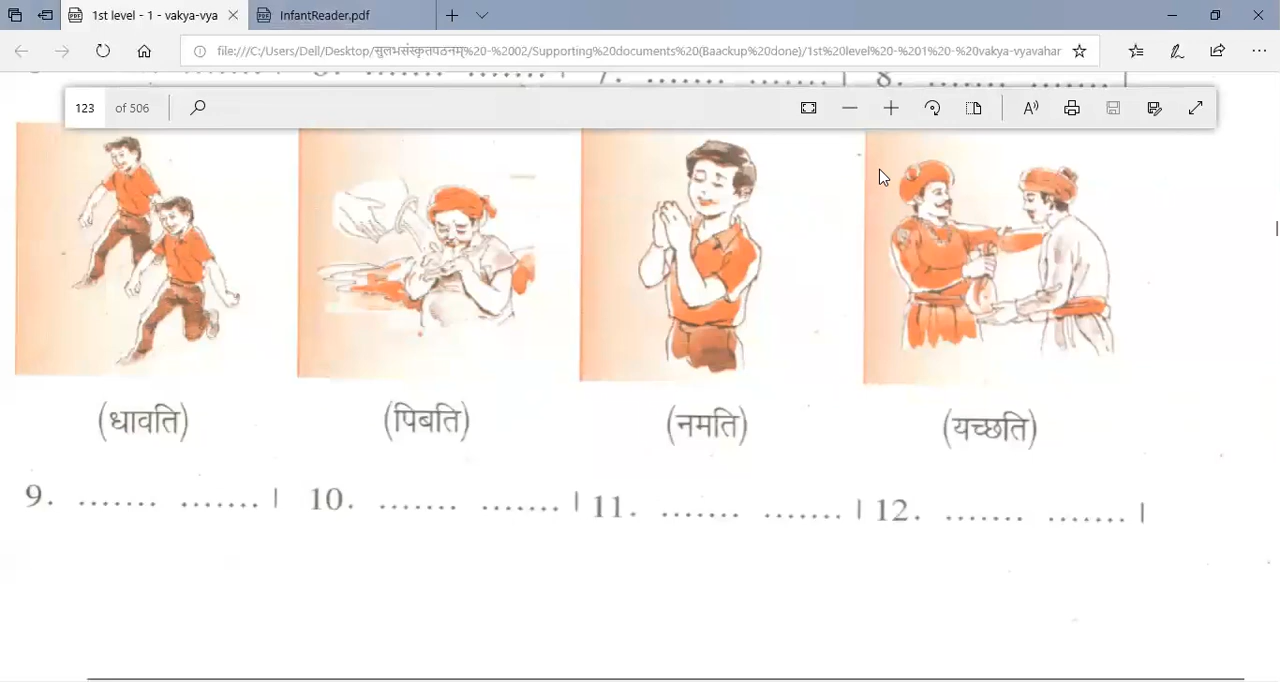 1st level - 1 - vakya-vya
InfantReader.pdf
file:///C:/Users/Dell/Desktop/सुलभसंस्कृतपठनम्%20-%2002/Supporting%20documents%20(Baackup%20done)/1st%20level%20-%201%20-%20vakya-vyavahar
7. ....... ....... | 8. ....... ....... |
123 of 506
(धावति) (पिबति) (नमति) (यच्छति)
9. ....... ....... | 10. ....... ....... | 11. ....... ....... | 12. ....... ....... |